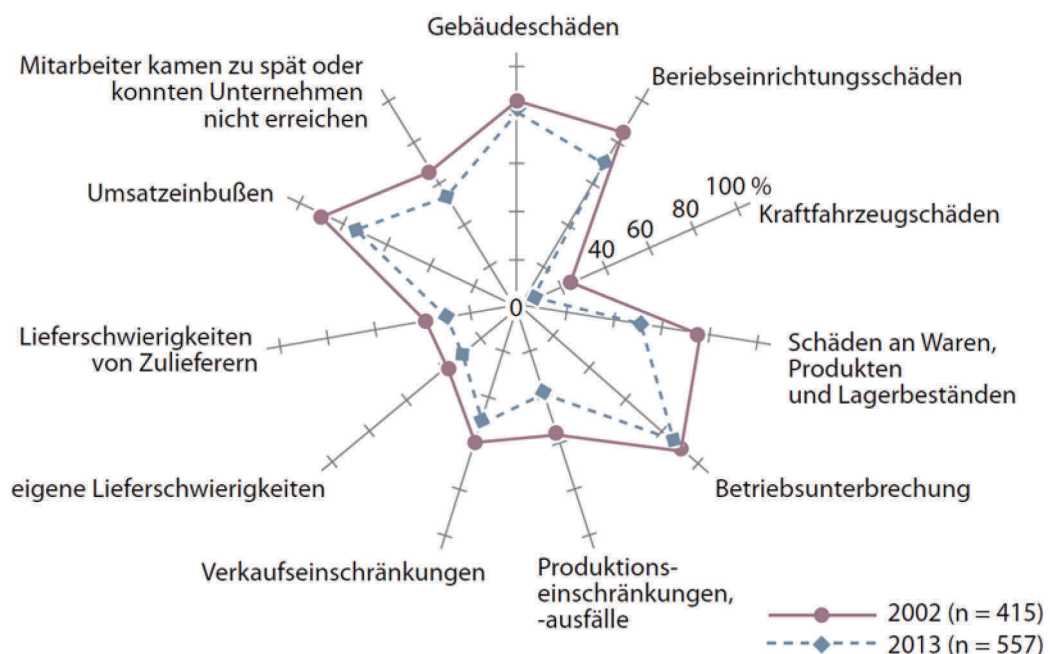 Gebäudeschäden
Mitarbeiter kamen zu spät oder
konnten Unternehmen
nicht erreichen
Beriebseinrichtungsschäden
Umsatzeinbußen
100 %
80
60
40
Kraftfahrzeugschäden
0
Lieferschwierigkeiten
von Zulieferern
Schäden an Waren,
Produkten
und Lagerbeständen
eigene Lieferschwierigkeiten
Betriebsunterbrechung
Verkaufseinschränkungen
Produktions-
einschränkungen,
-ausfälle
2002 (n = 415)
2013 (n = 557)